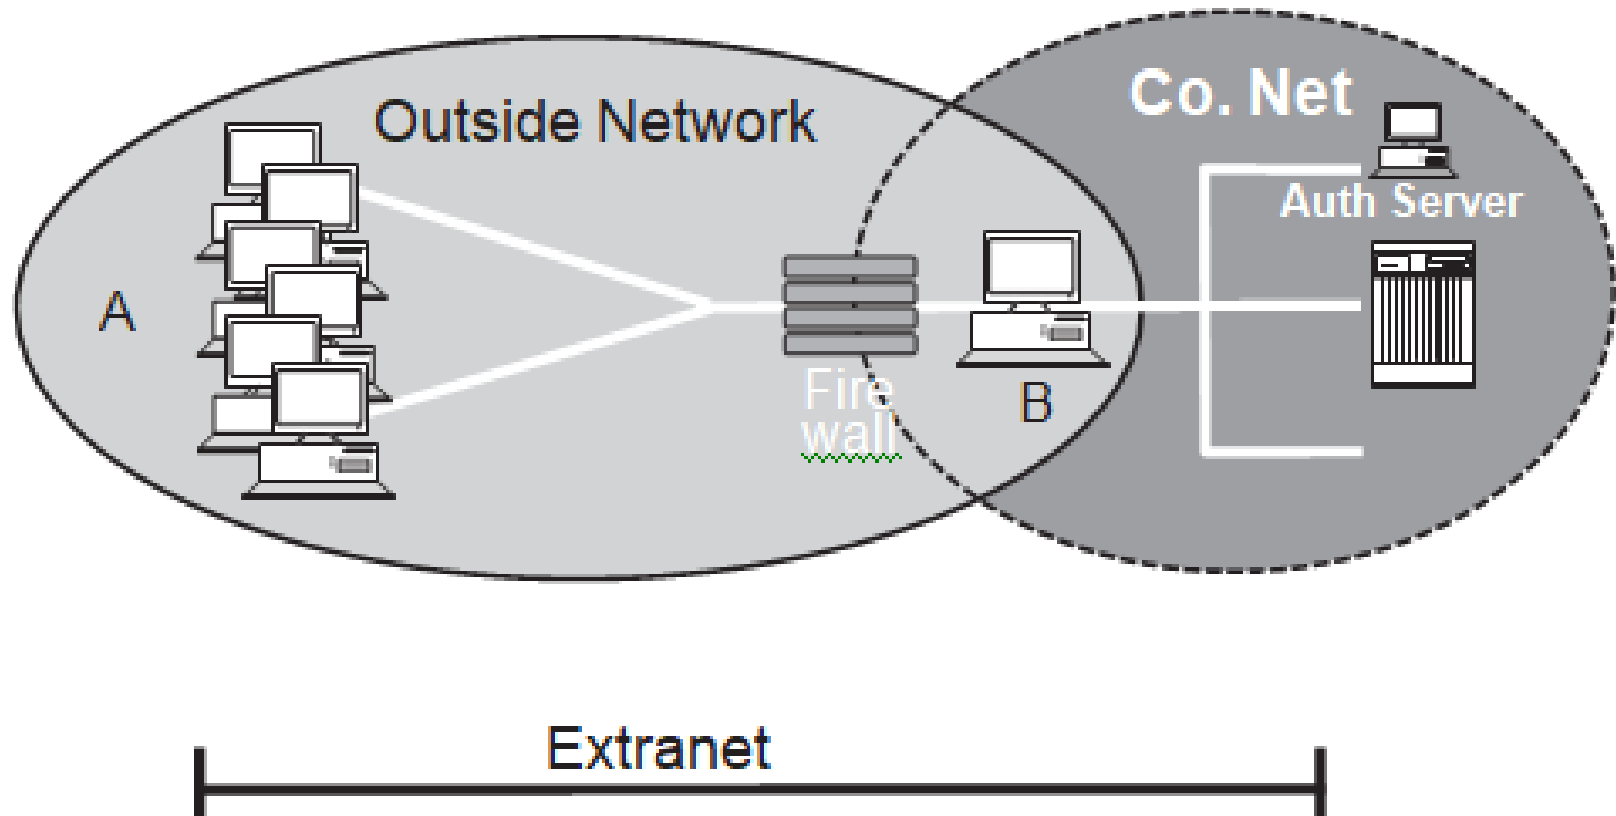 Outside Network
Co. Net
Auth Server
A
Fire
wall
B
Extranet